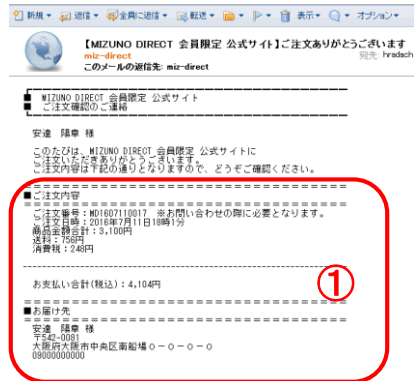 新規 返信 全員に返信 転送 表示 オプション
【MIZUNO DIRECT 会員限定 公式サイト】ご注文ありがとうございます
miz-direct
宛先: hradach
このメールの返信先: miz-direct
■ MIZUNO DIRECT 会員限定 公式サイト
■ ご注文確認のご連絡
安達 陽章 様
このたびは、MIZUNO DIRECT 会員限定 公式サイトに
ご注文いただきありがとうございます。
ご注文内容は下記の通りとなりますので、どうぞご確認ください。
■ご注文内容
ご注文番号：MD1607110017 ※お問い合わせの際に必要となります。
ご注文日時：2016年7月11日18時1分
商品金額合計：3,100円
送料：756円
消費税：248円
お支払い合計(税込)：4,104円
①
■お届け先
安達 陽章 様
〒542-0081
大阪府大阪市中央区南船場０－０－０－０
09000000000